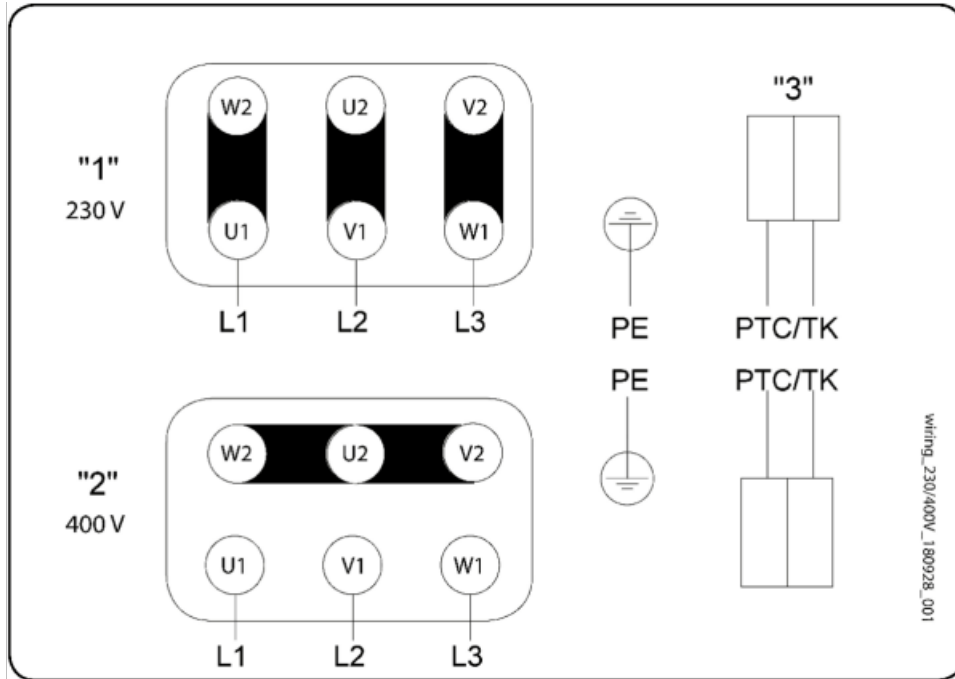 "1"
230 V
W2 U2 V2
U1 V1 W1
L1 L2 L3
PE
"3"
PTC/TK
"2"
400 V
W2 U2 V2
U1 V1 W1
L1 L2 L3
PE
PTC/TK
wiring_230/400V_180928_001